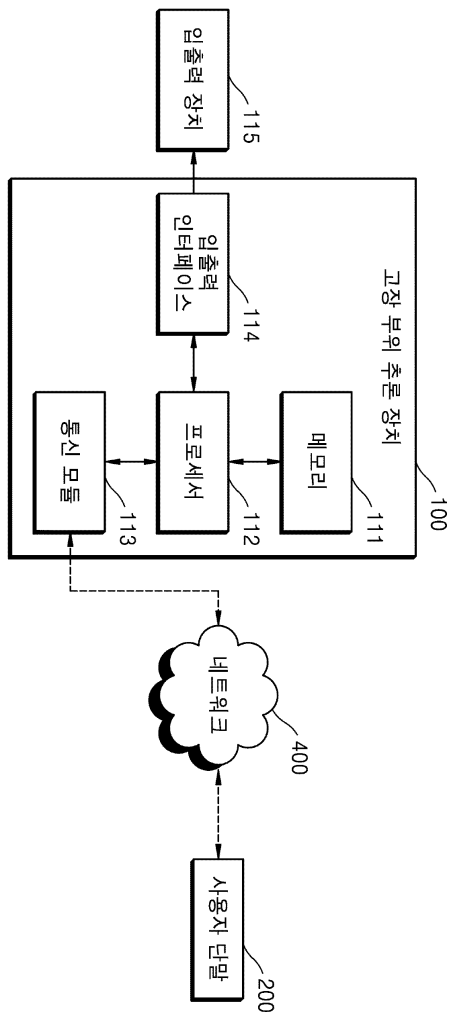 100
고장 부위 추론 장치
111
메모리
115
입출력 장치
114
입출력
인터페이스
112
프로세서
400
네트워크
200
사용자 단말
113
통신 모듈